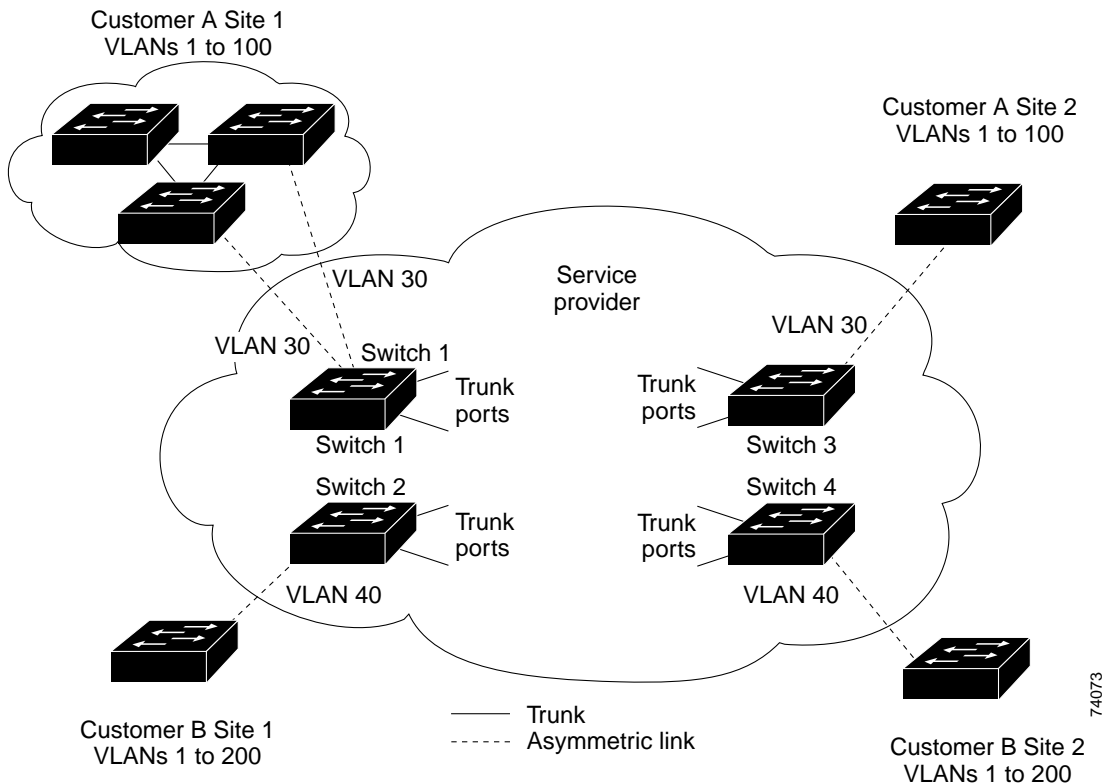 Customer A Site 1
VLANs 1 to 100
Customer A Site 2
VLANs 1 to 100
VLAN 30
Service
provider
VLAN 30
VLAN 30
Switch 1
Trunk
ports
Trunk
ports
Switch 1
Switch 3
Switch 2
Switch 4
Trunk
ports
Trunk
ports
VLAN 40
VLAN 40
Customer B Site 1
VLANs 1 to 200
Trunk
Asymmetric link
Customer B Site 2
VLANs 1 to 200
74073